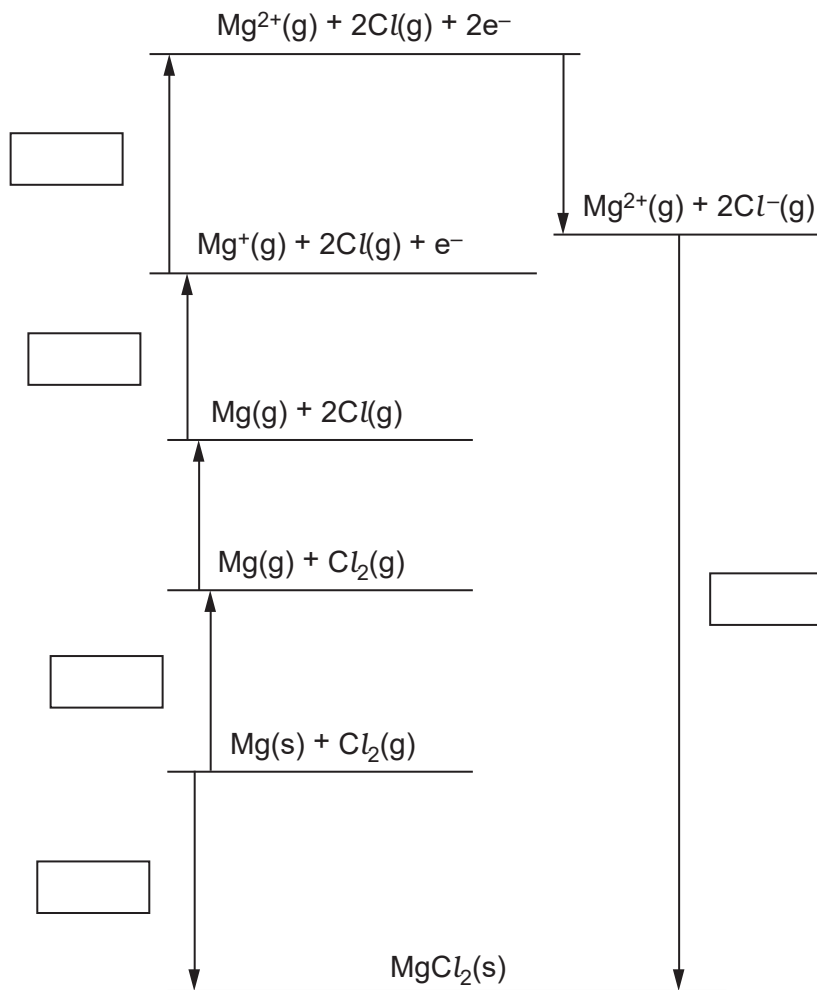 Mg²⁺(g) + 2Cl(g) + 2e⁻
Mg²⁺(g) + 2Cl⁻(g)
Mg⁺(g) + 2Cl(g) + e⁻
Mg(g) + 2Cl(g)
Mg(g) + Cl₂(g)
Mg(s) + Cl₂(g)
MgCl₂(s)